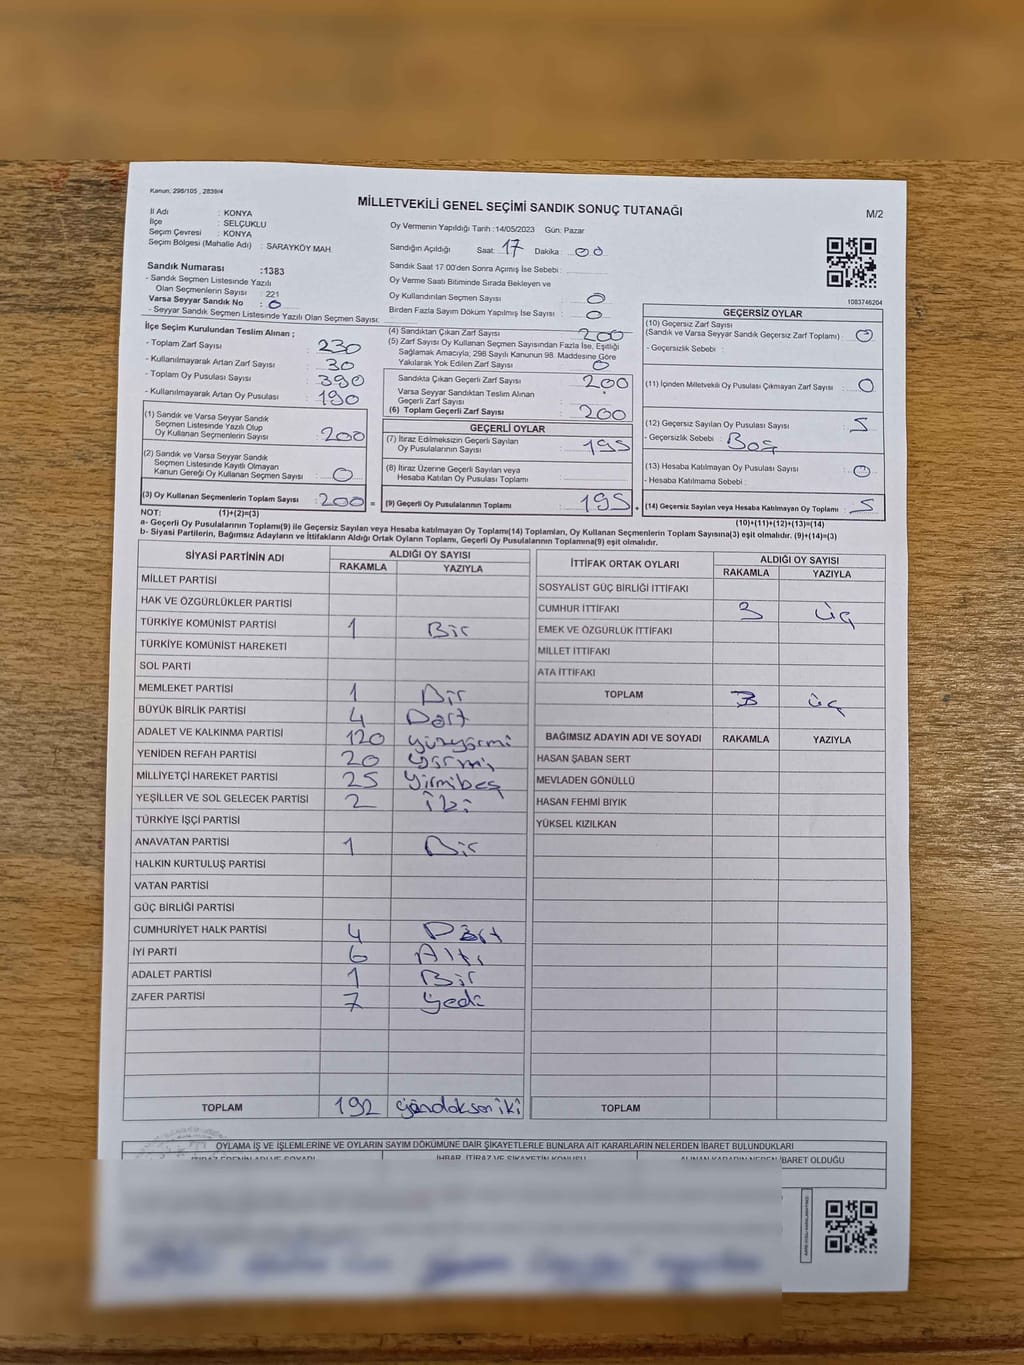 Kanun, 298/105 , 2839/4
MİLLETVEKİLİ GENEL SEÇİMİ SANDIK SONUÇ TUTANAĞI
M/2
İl Adı : KONYA
İlçe : SELÇUKLU
Seçim Çevresi : KONYA
Seçim Bölgesi (Mahalle Adı) : SARAYKÖY MAH.
Sandık Numarası :1383
- Sandık Seçmen Listesinde Yazılı
Olan Seçmenlerin Sayısı : 221
Varsa Seyyar Sandık No : 0
- Seyyar Sandık Seçmen Listesinde Yazılı Olan Seçmen Sayısı:
Oy Vermenin Yapıldığı Tarih :14/05/2023 Gün: Pazar
Sandığın Açıldığı Saat: 17 Dakika : 00
Sandık Saat 17:00'den Sonra Açımış İse Sebebi :
Oy Verme Saati Bitiminde Sırada Bekleyen ve
Oy Kullandırılan Seçmen Sayısı : 0
Birden Fazla Sayım Döküm Yapılmış İse Sayısı : 0
1083746204
İlçe Seçim Kurulundan Teslim Alınan ;
- Toplam Zarf Sayısı : 230
- Kullanılmayarak Artan Zarf Sayısı : 30
- Toplam Oy Pusulası Sayısı : 390
- Kullanılmayarak Artan Oy Pusulası : 190
(1) Sandık ve Varsa Seyyar Sandık
Seçmen Listesinde Yazılı Olup
Oy Kullanan Seçmenlerin Sayısı : 200
(2) Sandık ve Varsa Seyyar Sandık
Seçmen Listesinde Kayıtlı Olmayan
Kanun Gereği Oy Kullanan Seçmen Sayısı : 0
(3) Oy Kullanan Seçmenlerin Toplam Sayısı : 200 =
(4) Sandıktan Çıkan Zarf Sayısı : 200
(5) Zarf Sayısı Oy Kullanan Seçmen Sayısından Fazla İse, Eşitliği
Sağlamak Amacıyla; 298 Sayılı Kanunun 98. Maddesine Göre
Yakılarak Yok Edilen Zarf Sayısı : 0
Sandıkta Çıkan Geçerli Zarf Sayısı : 200
Varsa Seyyar Sandıktan Teslim Alınan
Geçerli Zarf Sayısı :
(6) Toplam Geçerli Zarf Sayısı : 200
GEÇERLİ OYLAR
(7) İtiraz Edilmeksizin Geçerli Sayılan
Oy Pusulalarının Sayısı : 195
(8) İtiraz Üzerine Geçerli Sayılan veya
Hesaba Katılan Oy Pusulaları Toplamı :
(9) Geçerli Oy Pusulalarının Toplamı : 195 +
GEÇERSİZ OYLAR
(10) Geçersiz Zarf Sayısı
(Sandık ve Varsa Seyyar Sandık Geçersiz Zarf Toplamı) : 0
- Geçersizlik Sebebi :
(11) İçinden Milletvekili Oy Pusulası Çıkmayan Zarf Sayısı : 0
(12) Geçersiz Sayılan Oy Pusulası Sayısı : 5
- Geçersizlik Sebebi : Boş
(13) Hesaba Katılmayan Oy Pusulası Sayısı : 0
- Hesaba Katılmama Sebebi :
(14) Geçersiz Sayılan veya Hesaba Katılmayan Oy Toplamı : 5
NOT: (1)+(2)=(3)
(10)+(11)+(12)+(13)=(14)
a- Geçerli Oy Pusulalarının Toplamı(9) ile Geçersiz Sayılan veya Hesaba katılmayan Oy Toplamı(14) Toplamları, Oy Kullanan Seçmenlerin Toplam Sayısına(3) eşit olmalıdır. (9)+(14)=(3)
b- Siyasi Partilerin, Bağımsız Adayların ve İttifakların Aldığı Ortak Oyların Toplamı, Geçerli Oy Pusulalarının Toplamına(9) eşit olmalıdır.
SİYASİ PARTİNİN ADI ALDIĞI OY SAYISI
RAKAMLA YAZIYLA
MİLLET PARTİSİ
HAK VE ÖZGÜRLÜKLER PARTİSİ
TÜRKİYE KOMÜNİST PARTİSİ 1 Bir
TÜRKİYE KOMÜNİST HAREKETİ
SOL PARTİ
MEMLEKET PARTİSİ 1 Bir
BÜYÜK BİRLİK PARTİSİ 4 Dört
ADALET VE KALKINMA PARTİSİ 120 yüzyirmi
YENİDEN REFAH PARTİSİ 20 yirmi
MİLLİYETÇİ HAREKET PARTİSİ 25 yirmibeş
YEŞİLLER VE SOL GELECEK PARTİSİ 2 İki
TÜRKİYE İŞÇİ PARTİSİ
ANAVATAN PARTİSİ 1 Bir
HALKIN KURTULUŞ PARTİSİ
VATAN PARTİSİ
GÜÇ BİRLİĞİ PARTİSİ
CUMHURİYET HALK PARTİSİ 4 Dört
İYİ PARTİ 6 Altı
ADALET PARTİSİ 1 Bir
ZAFER PARTİSİ 7 yedi
TOPLAM 192
İTTİFAK ORTAK OYLARI ALDIĞI OY SAYISI
RAKAMLA YAZIYLA
SOSYALİST GÜÇ BİRLİĞİ İTTİFAKI
CUMHUR İTTİFAKI 3 üç
EMEK VE ÖZGÜRLÜK İTTİFAKI
MİLLET İTTİFAKI
ATA İTTİFAKI
TOPLAM 3 üç
BAĞIMSIZ ADAYIN ADI VE SOYADI RAKAMLA YAZIYLA
HASAN ŞABAN SERT
MEVLADEN GÖNÜLLÜ
HASAN FEHMİ BIYIK
YÜKSEL KIZILKAN
TOPLAM
OYLAMA İŞ VE İŞLEMLERİNE VE OYLARIN SAYIM DÖKÜMÜNE DAİR ŞİKAYETLERLE BUNLARA AİT KARARLARIN NELERDEN İBARET BULUNDUKLARI
İHBAR, İTİRAZ VE ŞİKAYETİN KONUSU
ALINAN KARARIN NEDEN İBARET OLDUĞU